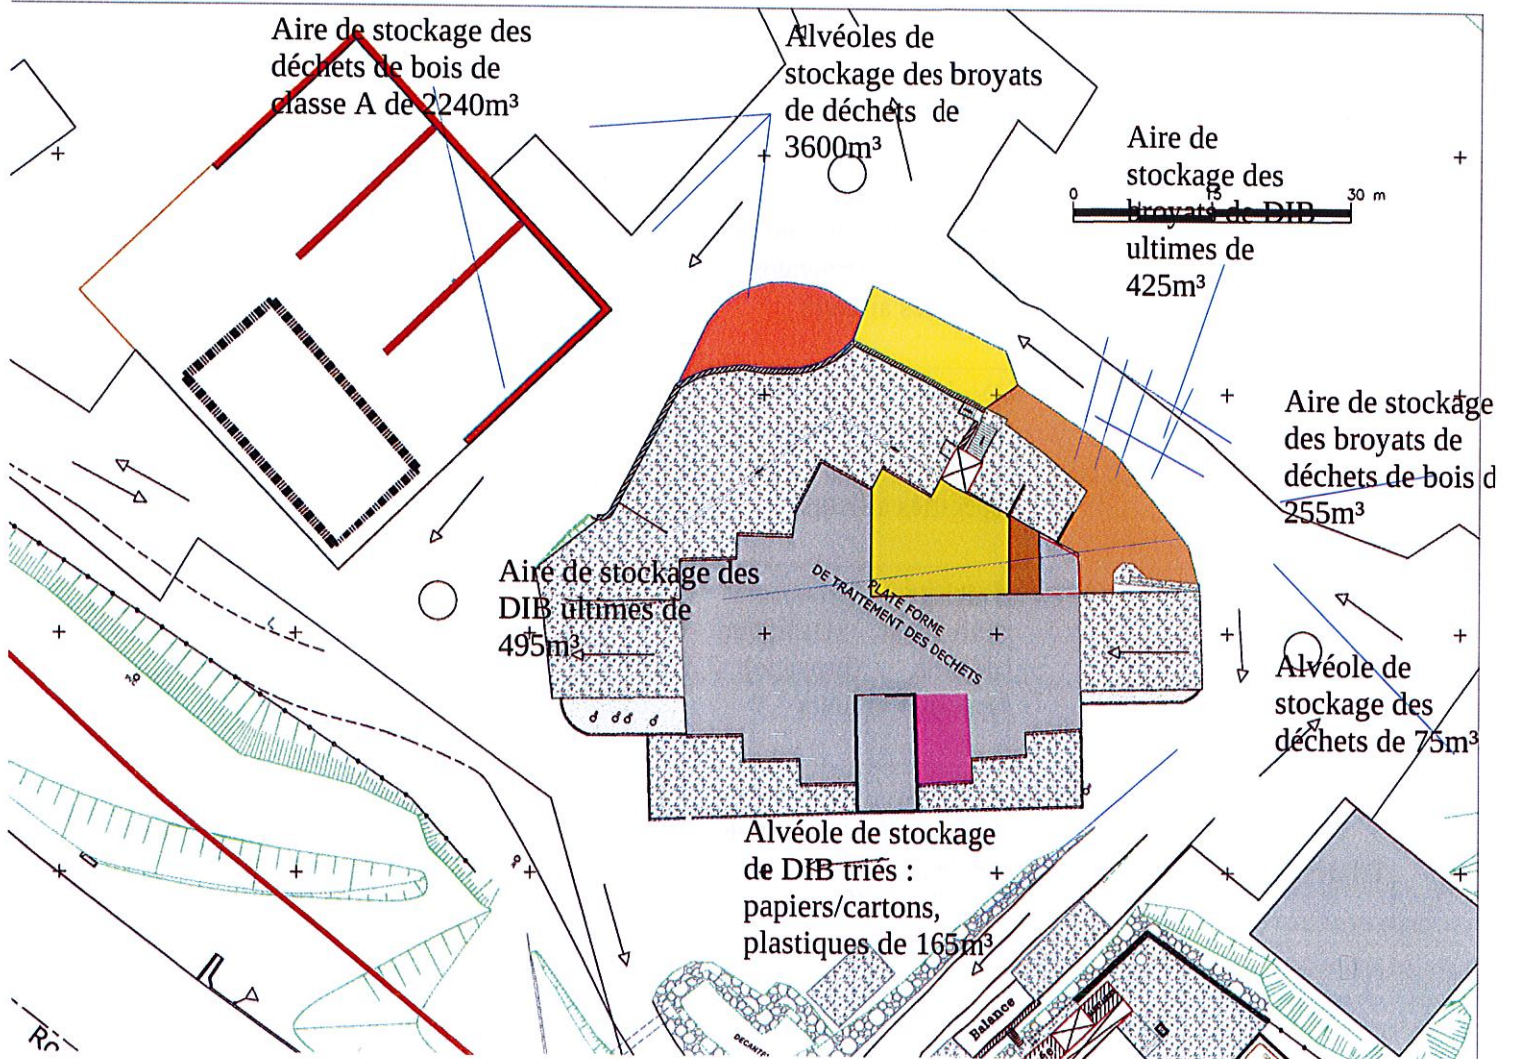 Aire de stockage des
déchets de bois de
classe A de 2240m³
Alvéoles de
stockage des broyats
de déchets de
3600m³
Aire de
stockage des
broyats de DIB
ultimes de
425m³
0 15 30 m
Aire de stockage
des broyats de
déchets de bois d
255m³
Aire de stockage des
DIB ultimes de
495m³
PLATE FORME
DE TRAITEMENT DES DECHETS
Alvéole de
stockage des
déchets de 75m³
Alvéole de stockage
de DIB triés :
papiers/cartons,
plastiques de 165m³
Balance
DECANTE
Ro